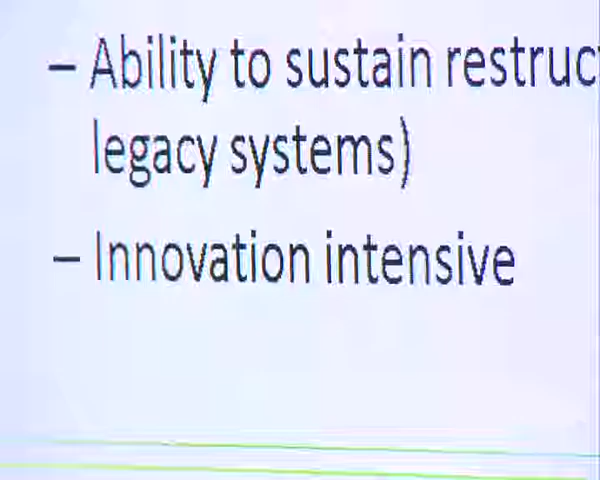 – Ability to sustain restruc
legacy systems)
– Innovation intensive